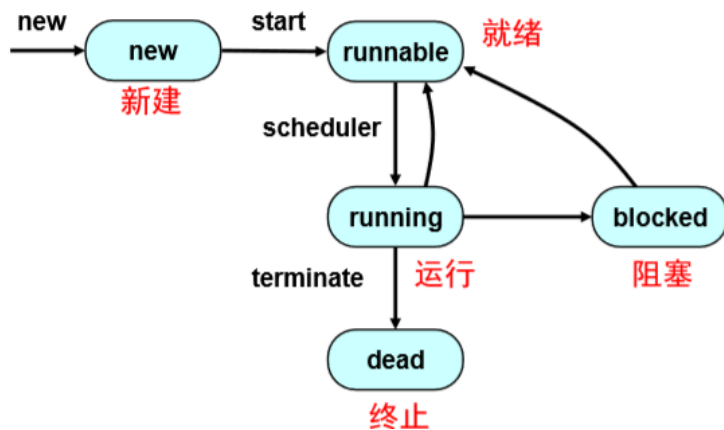 new
new
新建
start
runnable
就绪
scheduler
running
运行
blocked
阻塞
terminate
dead
终止